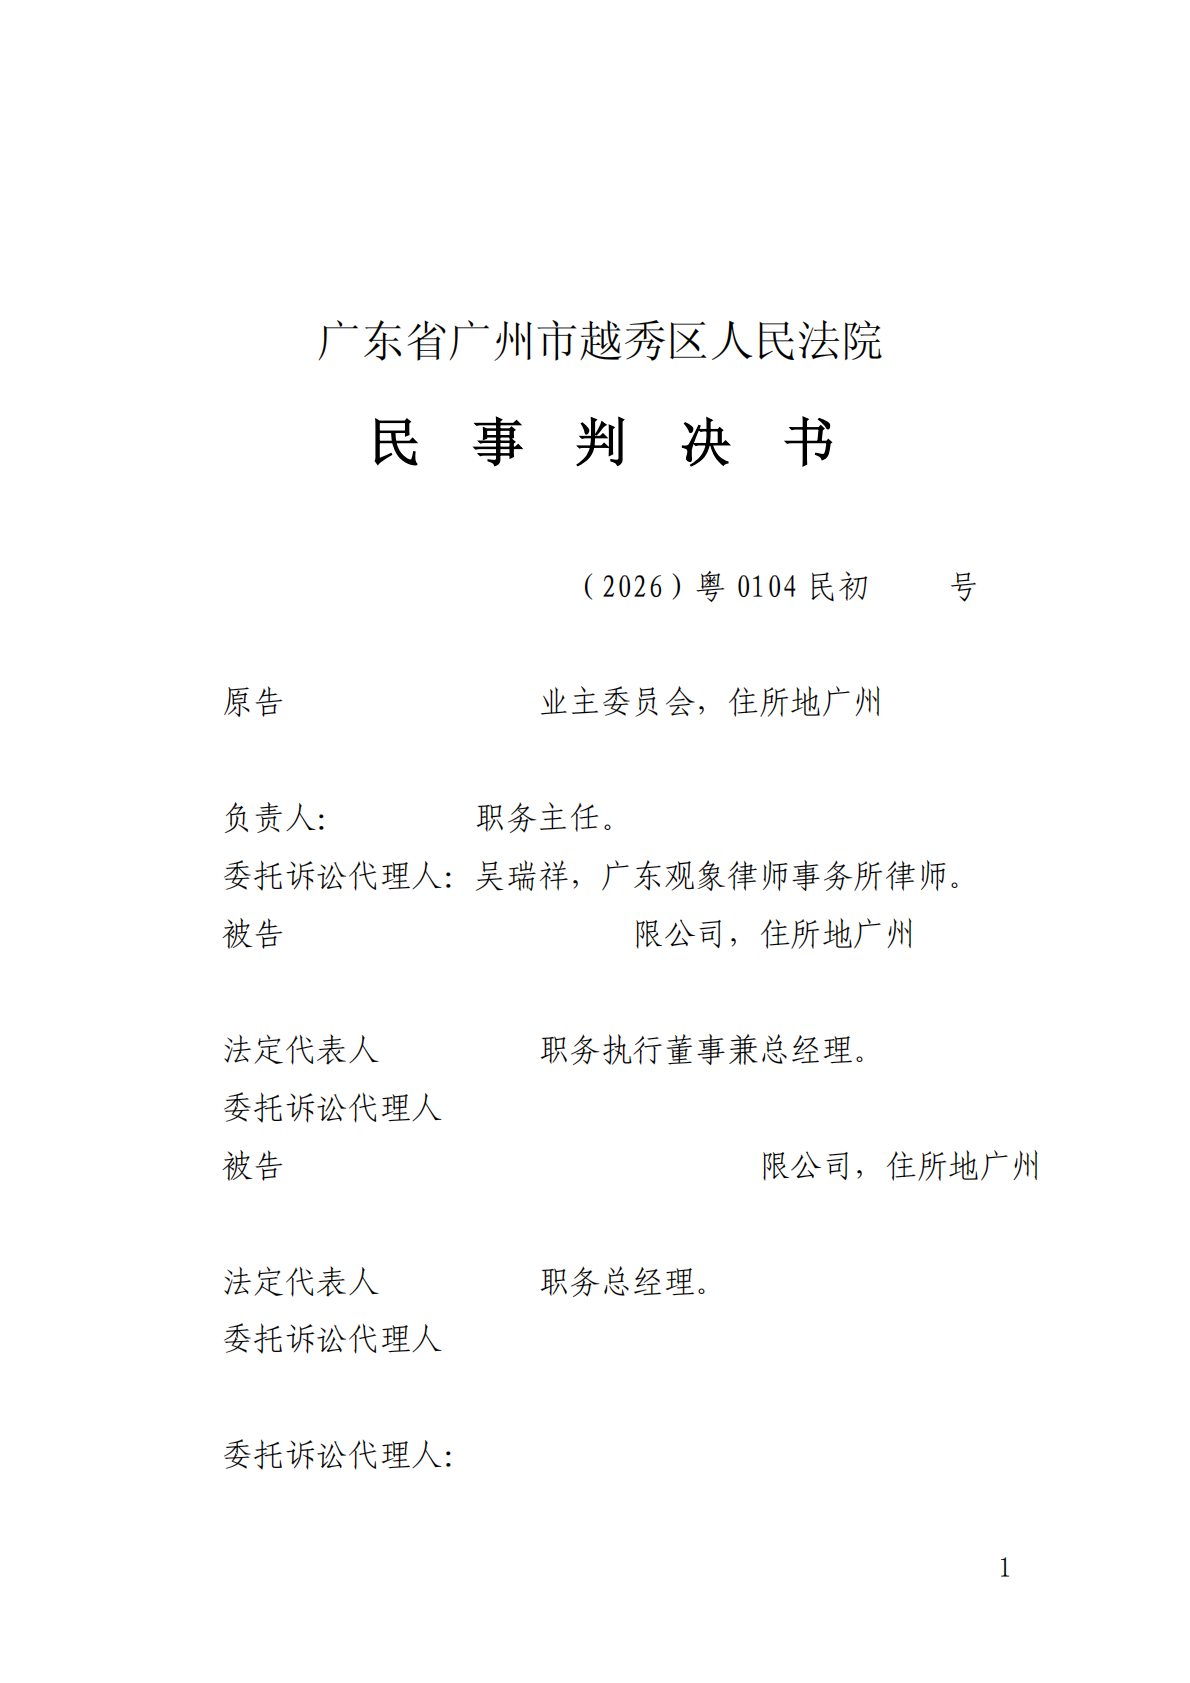 广东省广州市越秀区人民法院
民事判决书
（2026）粤0104民初 号
原告 业主委员会，住所地广州
负责人： 职务主任。
委托诉讼代理人：吴瑞祥，广东观象律师事务所律师。
被告 限公司，住所地广州
法定代表人 职务执行董事兼总经理。
委托诉讼代理人
被告 限公司，住所地广州
法定代表人 职务总经理。
委托诉讼代理人
委托诉讼代理人：
1